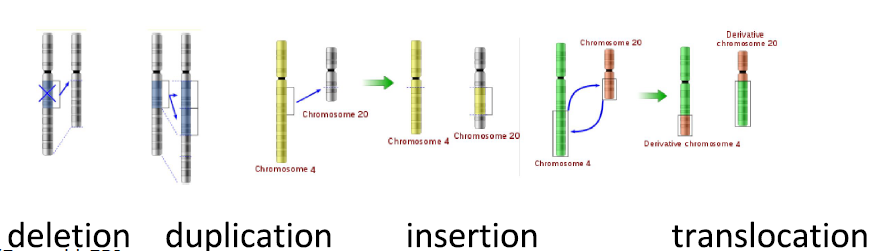 Chromosome 20
Chromosome 4
Chromosome 4
Chromosome 20
Chromosome 20
Chromosome 4
Derivative
chromosome 20
Derivative chromosome 4
deletion
duplication
insertion
translocation